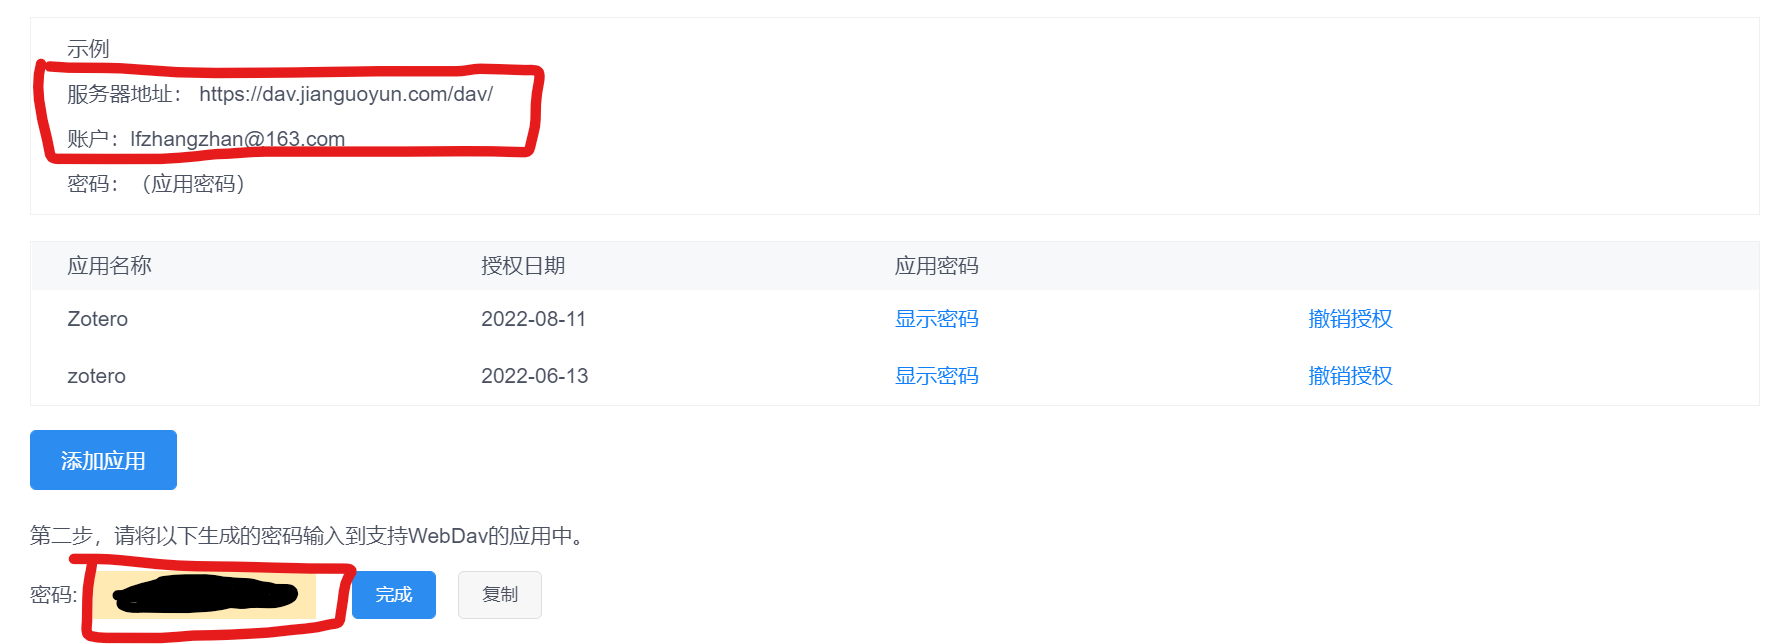 示例
服务器地址： https://dav.jianguoyun.com/dav/
账户：lfzhangzhan@163.com
密码：（应用密码）
应用名称 授权日期 应用密码
Zotero 2022-08-11 显示密码 撤销授权
zotero 2022-06-13 显示密码 撤销授权
添加应用
第二步，请将以下生成的密码输入到支持WebDav的应用中。
密码: 完成 复制